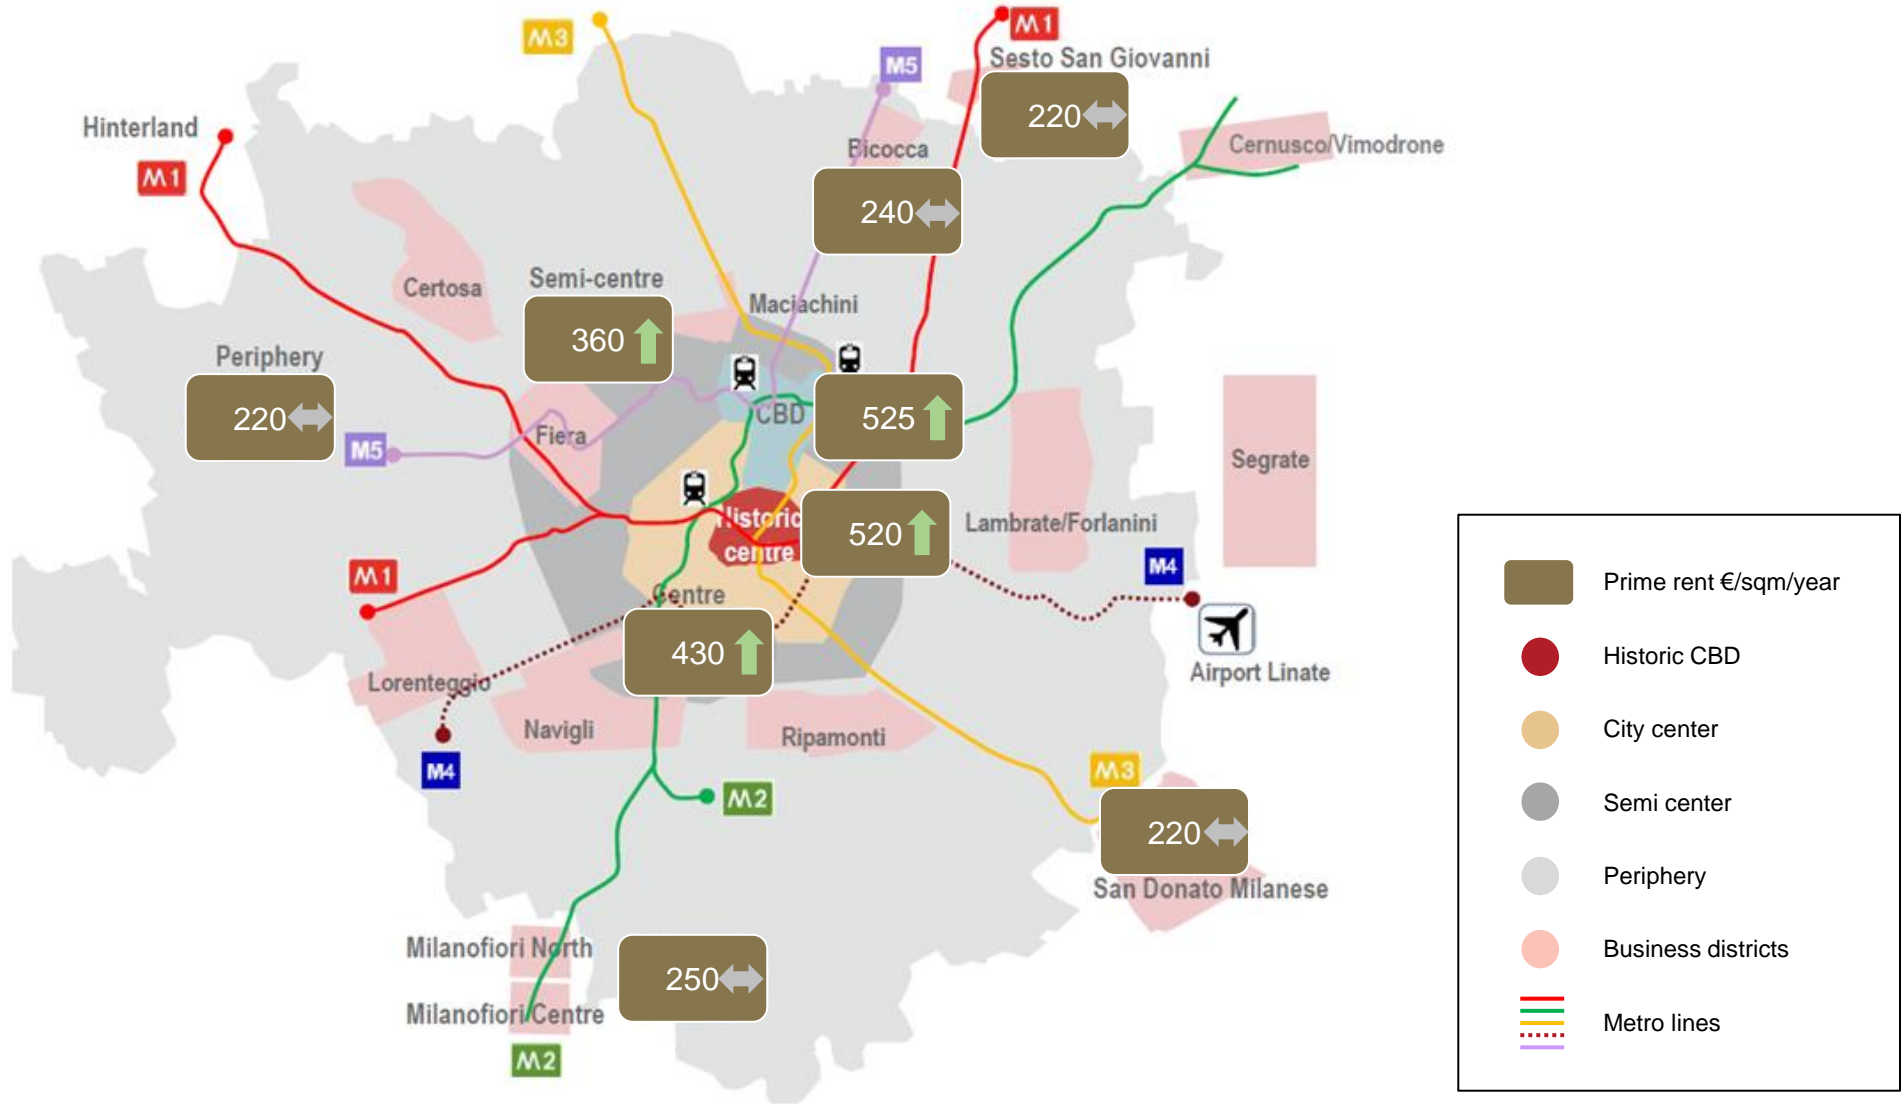 M3
M1
Sesto San Giovanni
M5
220
Hinterland
Bicocca
Cernusco/Vimodrone
M1
240
Certosa
Semi-centre
Maciachini
360
Periphery
220
CBD
525
M5
Fiera
Segrate
Historic
centre
520
Lambrate/Forlanini
M1
M4
Centre
430
Airport Linate
Lorenteggio
Navigli
Ripamonti
M4
M3
M2
220
San Donato Milanese
Milanofiori North
250
Milanofiori Centre
M2
Prime rent €/sqm/year
Historic CBD
City center
Semi center
Periphery
Business districts
Metro lines